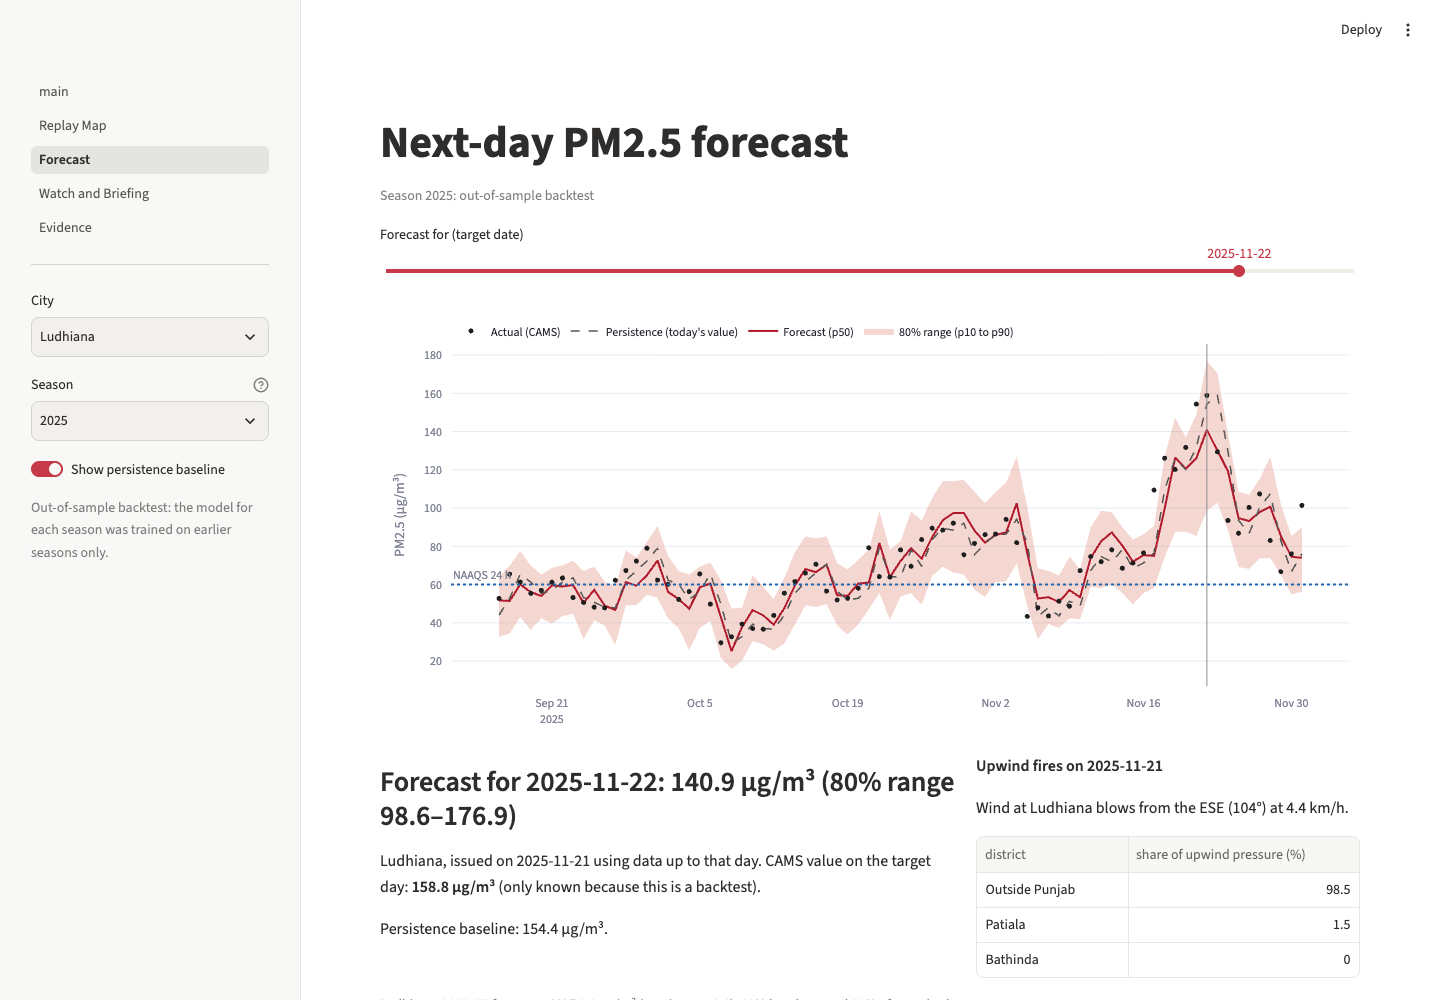 Deploy
main
Replay Map
Forecast
Watch and Briefing
Evidence
City
Ludhiana
Season
2025
Show persistence baseline
Out-of-sample backtest: the model for
each season was trained on earlier
seasons only.
Next-day PM2.5 forecast
Season 2025: out-of-sample backtest
Forecast for (target date)
2025-11-22
Actual (CAMS) Persistence (today's value) Forecast (p50) 80% range (p10 to p90)
PM2.5 (µg/m³)
180
160
140
120
100
80
60
40
20
NAAQS 24
Sep 21 Oct 5 Oct 19 Nov 2 Nov 16 Nov 30
2025
Forecast for 2025-11-22: 140.9 µg/m³ (80% range
98.6–176.9)
Ludhiana, issued on 2025-11-21 using data up to that day. CAMS value on the target
day: 158.8 µg/m³ (only known because this is a backtest).
Persistence baseline: 154.4 µg/m³.
Upwind fires on 2025-11-21
Wind at Ludhiana blows from the ESE (104°) at 4.4 km/h.
district share of upwind pressure (%)
Outside Punjab 98.5
Patiala 1.5
Bathinda 0